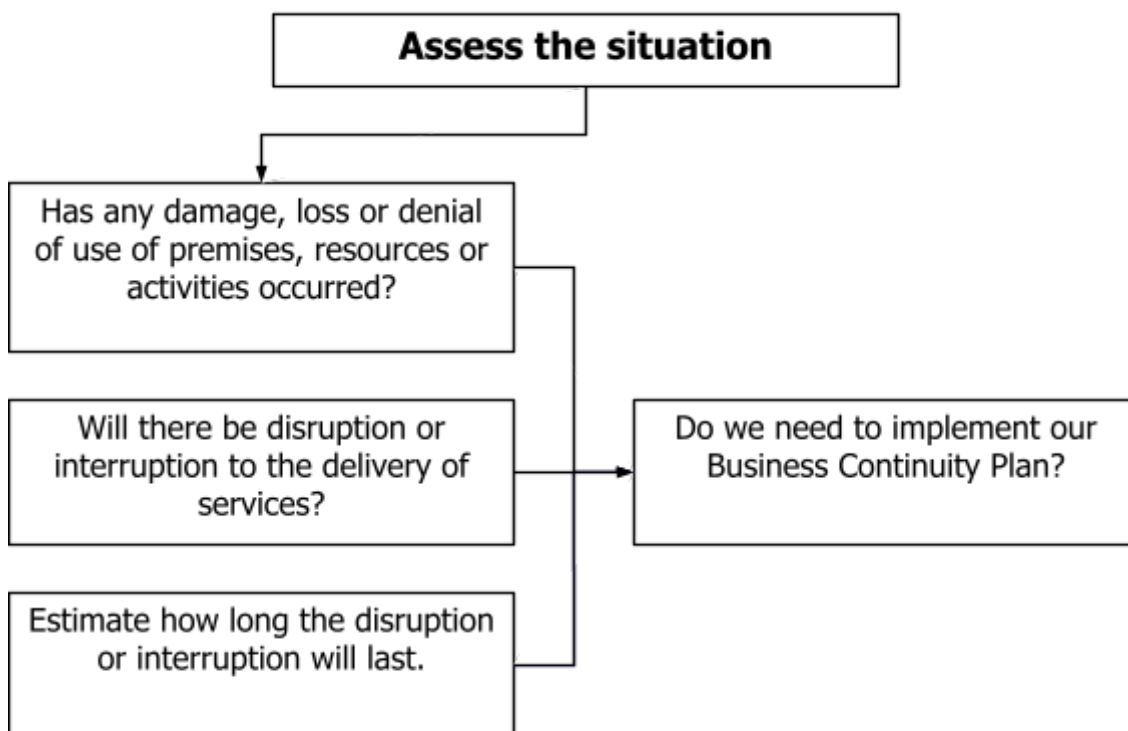 Assess the situation
Has any damage, loss or denial
of use of premises, resources or
activities occurred?
Will there be disruption or
interruption to the delivery of
services?
Do we need to implement our
Business Continuity Plan?
Estimate how long the disruption
or interruption will last.